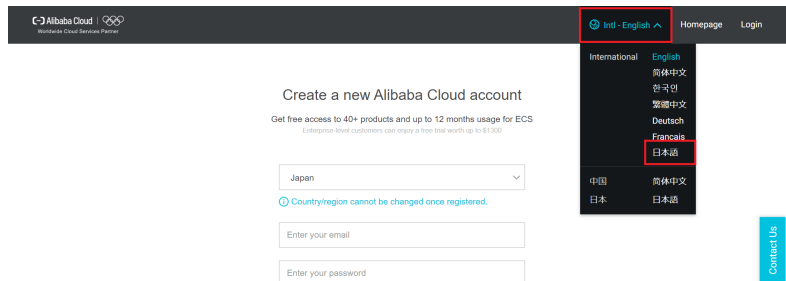 Alibaba Cloud
Worldwide Cloud Services Partner
Intl - English
Homepage
Login
International
English
简体中文
한국인
繁體中文
Deutsch
Francais
日本語
中国 简体中文
日本 日本語
Create a new Alibaba Cloud account
Get free access to 40+ products and up to 12 months usage for ECS
Enterprise-level customers can enjoy a free trial worth up to $1300
Japan
Country/region cannot be changed once registered.
Enter your email
Enter your password
Contact Us